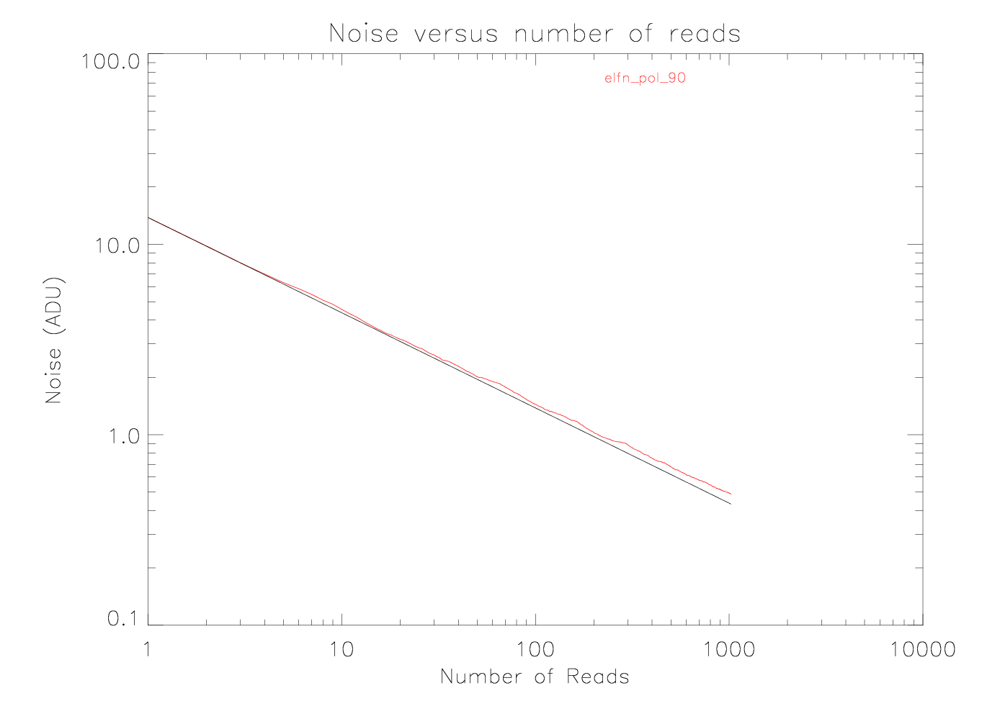 Noise versus number of reads
elfn_pol_90
100.0
10.0
1.0
0.1
Noise (ADU)
1 10 100 1000 10000
Number of Reads